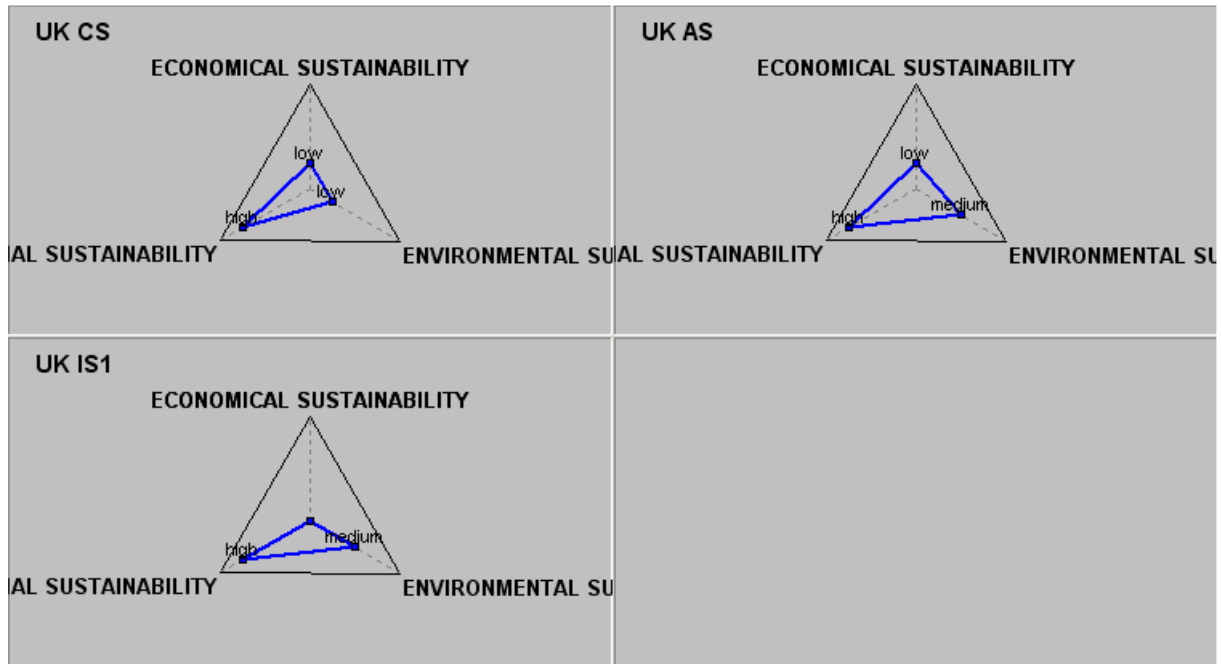 UK CS
ECONOMICAL SUSTAINABILITY
low
low
high
AL SUSTAINABILITY
ENVIRONMENTAL SU
UK AS
ECONOMICAL SUSTAINABILITY
low
medium
high
AL SUSTAINABILITY
ENVIRONMENTAL SU
UK IS1
ECONOMICAL SUSTAINABILITY
medium
high
AL SUSTAINABILITY
ENVIRONMENTAL SU